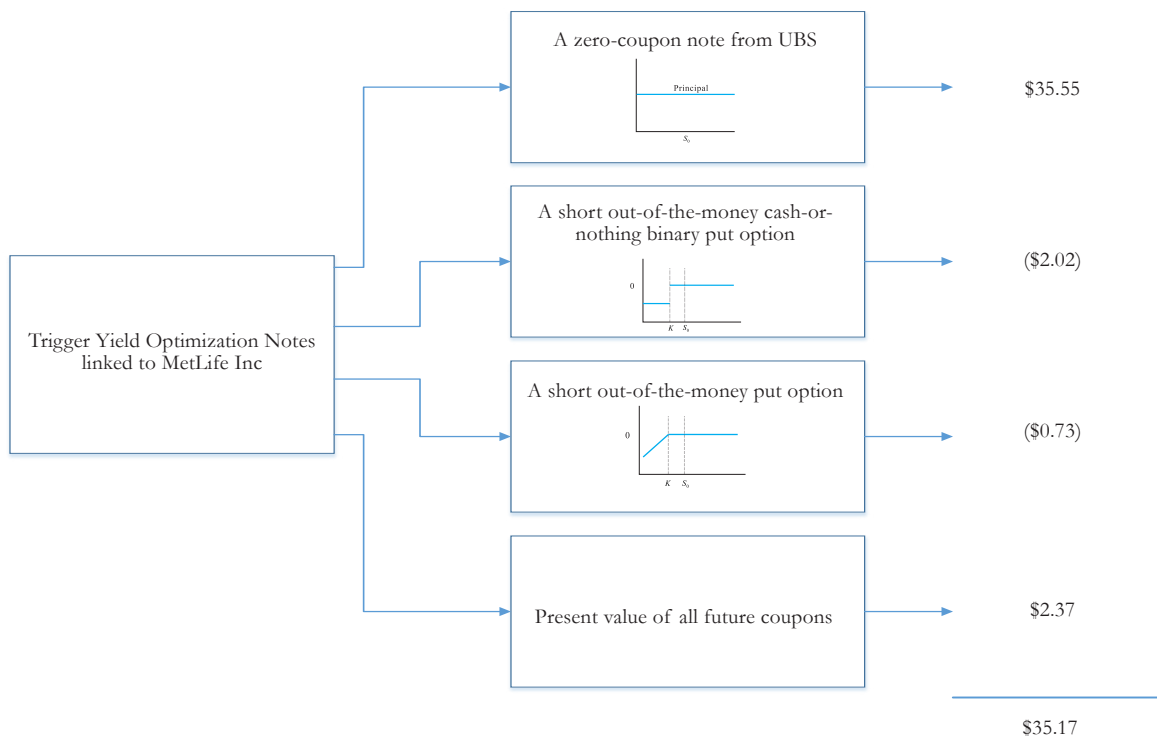 A zero-coupon note from UBS
Principal
S₀
$35.55
A short out-of-the-money cash-or-
nothing binary put option
0
K
S₀
($2.02)
Trigger Yield Optimization Notes
linked to MetLife Inc
A short out-of-the-money put option
0
K
S₀
($0.73)
Present value of all future coupons
$2.37
$35.17